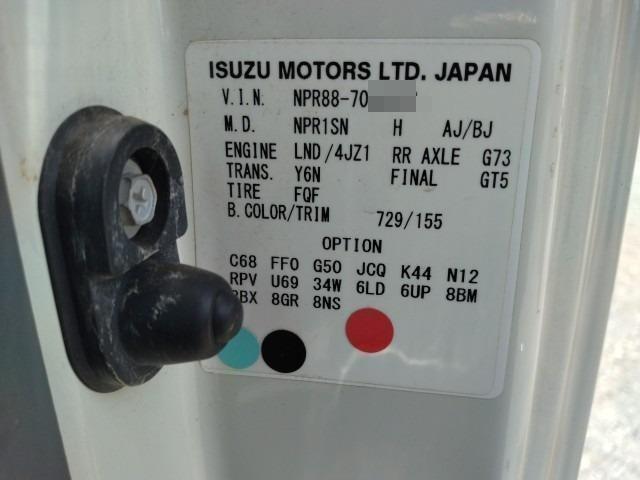 ISUZU MOTORS LTD. JAPAN
V.I.N. NPR88-70
M.D. NPR1SN H AJ/BJ
ENGINE LND/4JZ1 RR AXLE G73
TRANS. Y6N FINAL GT5
TIRE FQF
B.COLOR/TRIM 729/155
OPTION
C68 FF0 G50 JCQ K44 N12
RPV U69 34W 6LD 6UP 8BM
8GR 8NS